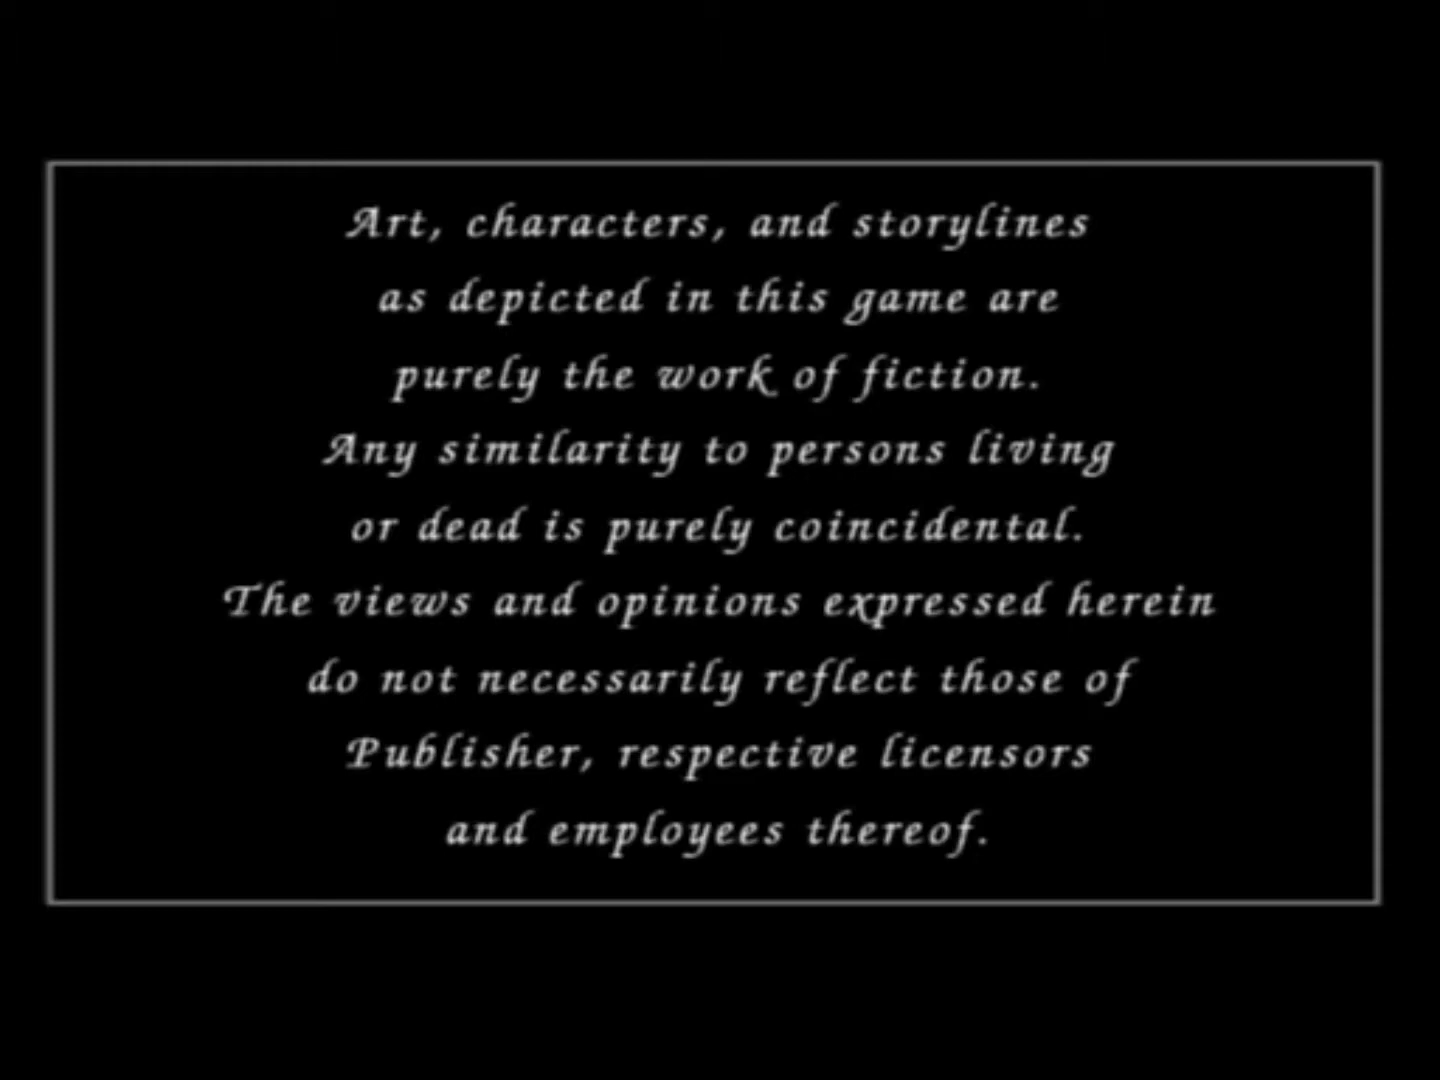 Art, characters, and storylines
as depicted in this game are
purely the work of fiction.
Any similarity to persons living
or dead is purely coincidental.
The views and opinions expressed herein
do not necessarily reflect those of
Publisher, respective licensors
and employees thereof.